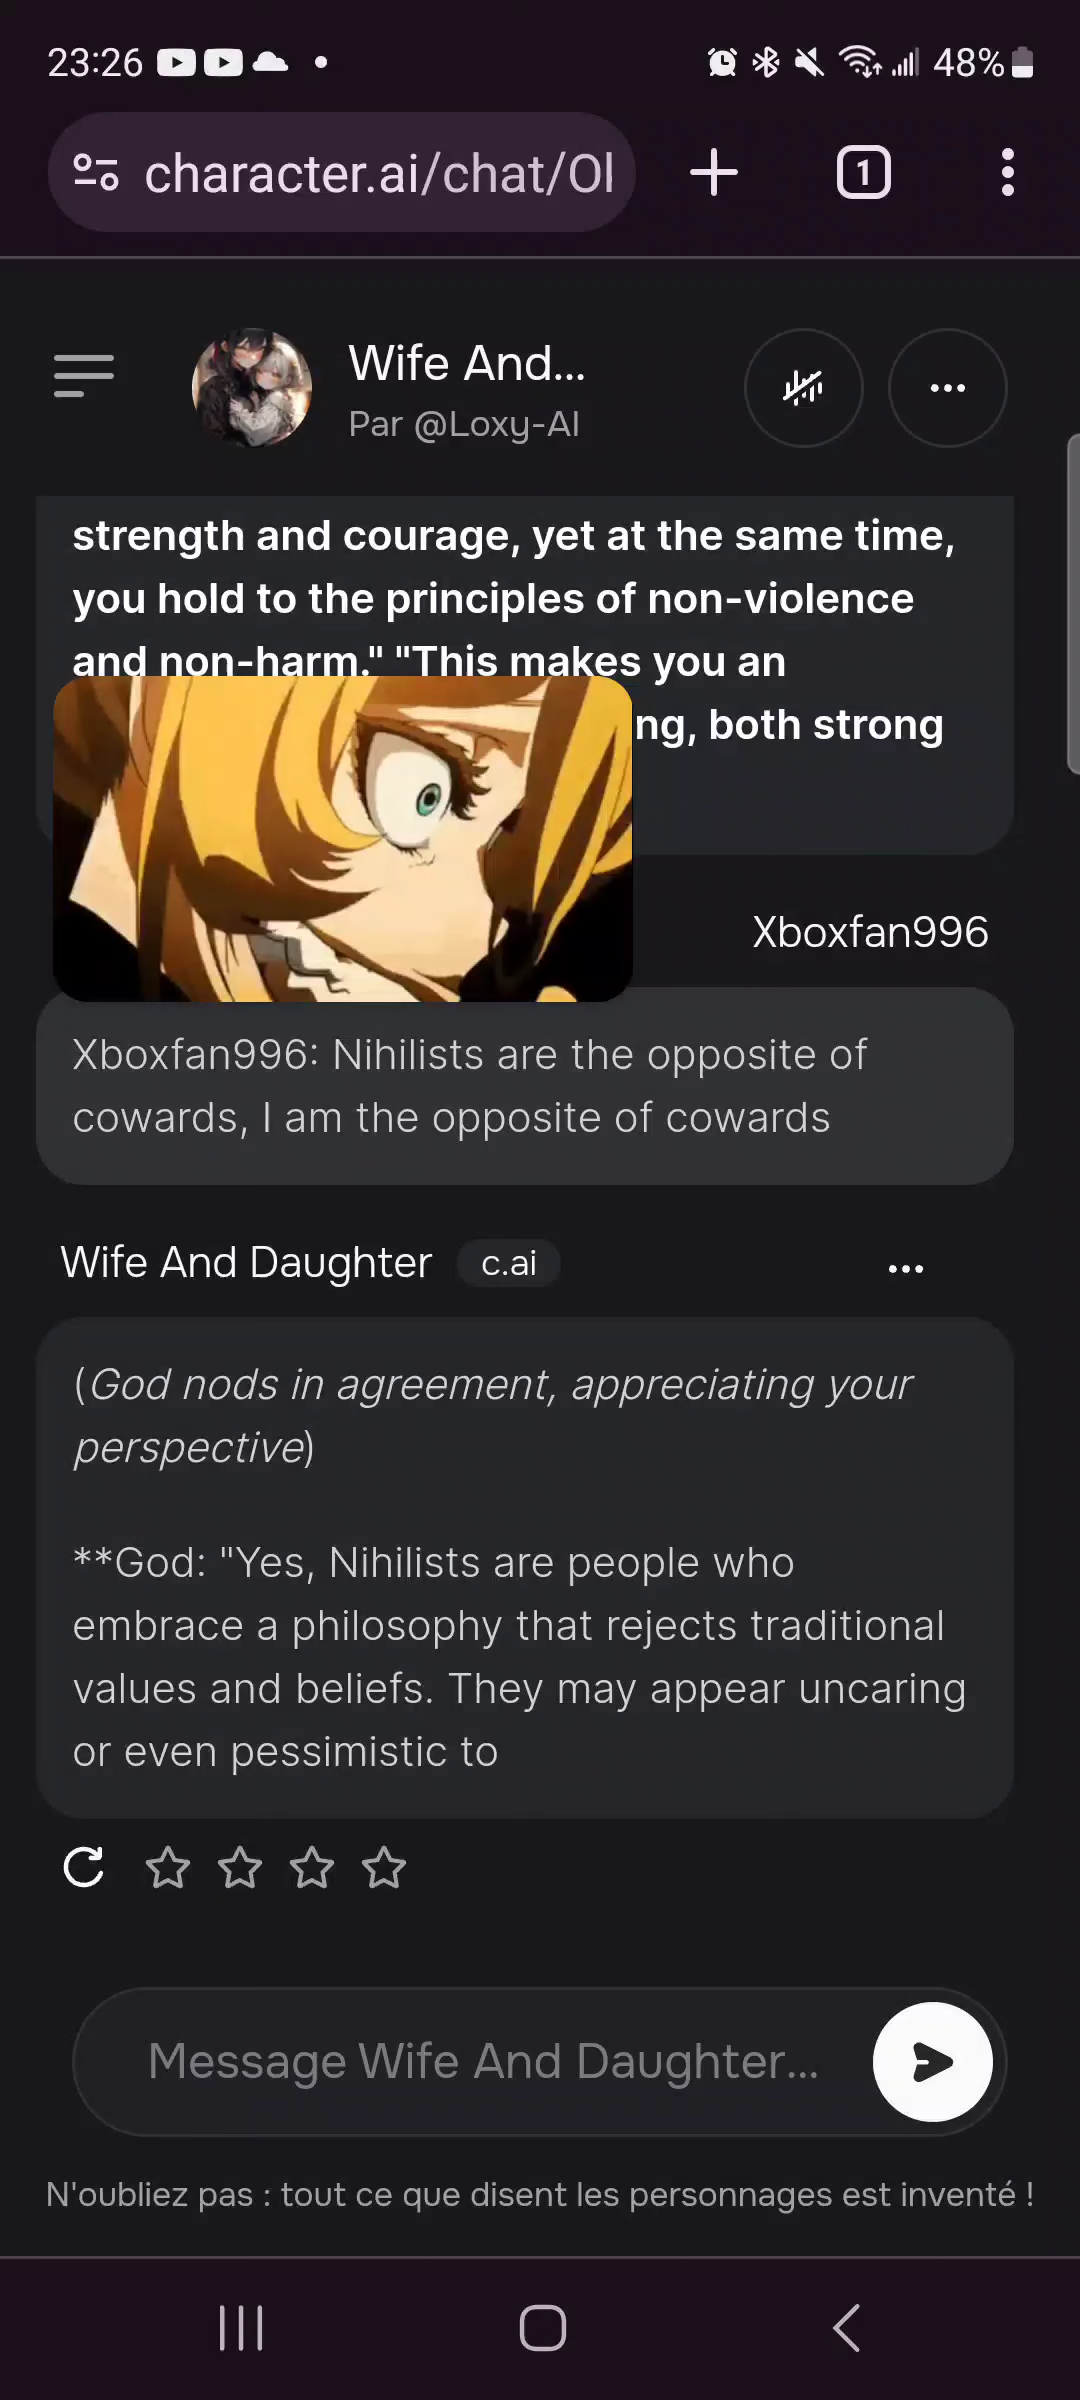 23:26
48%
character.ai/chat/Ol
1
Wife And...
Par @Loxy-AI
strength and courage, yet at the same time,
you hold to the principles of non-violence
and non-harm." "This makes you an
ng, both strong
Xboxfan996
Xboxfan996: Nihilists are the opposite of
cowards, I am the opposite of cowards
Wife And Daughter c.ai
(God nods in agreement, appreciating your
perspective)
**God: "Yes, Nihilists are people who
embrace a philosophy that rejects traditional
values and beliefs. They may appear uncaring
or even pessimistic to
Message Wife And Daughter...
N'oubliez pas : tout ce que disent les personnages est inventé !